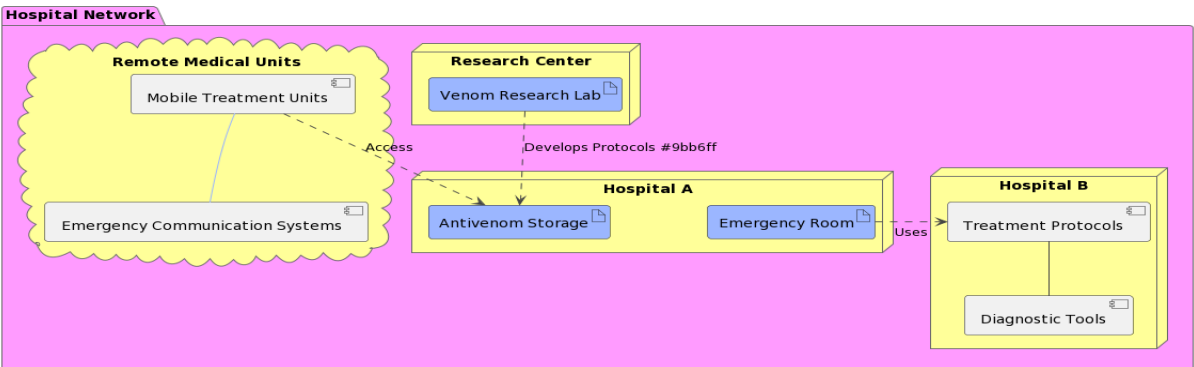 Hospital Network
Remote Medical Units
Mobile Treatment Units
Emergency Communication Systems
Research Center
Venom Research Lab
Access
Develops Protocols #9bb6ff
Hospital A
Antivenom Storage
Emergency Room
Uses
Hospital B
Treatment Protocols
Diagnostic Tools